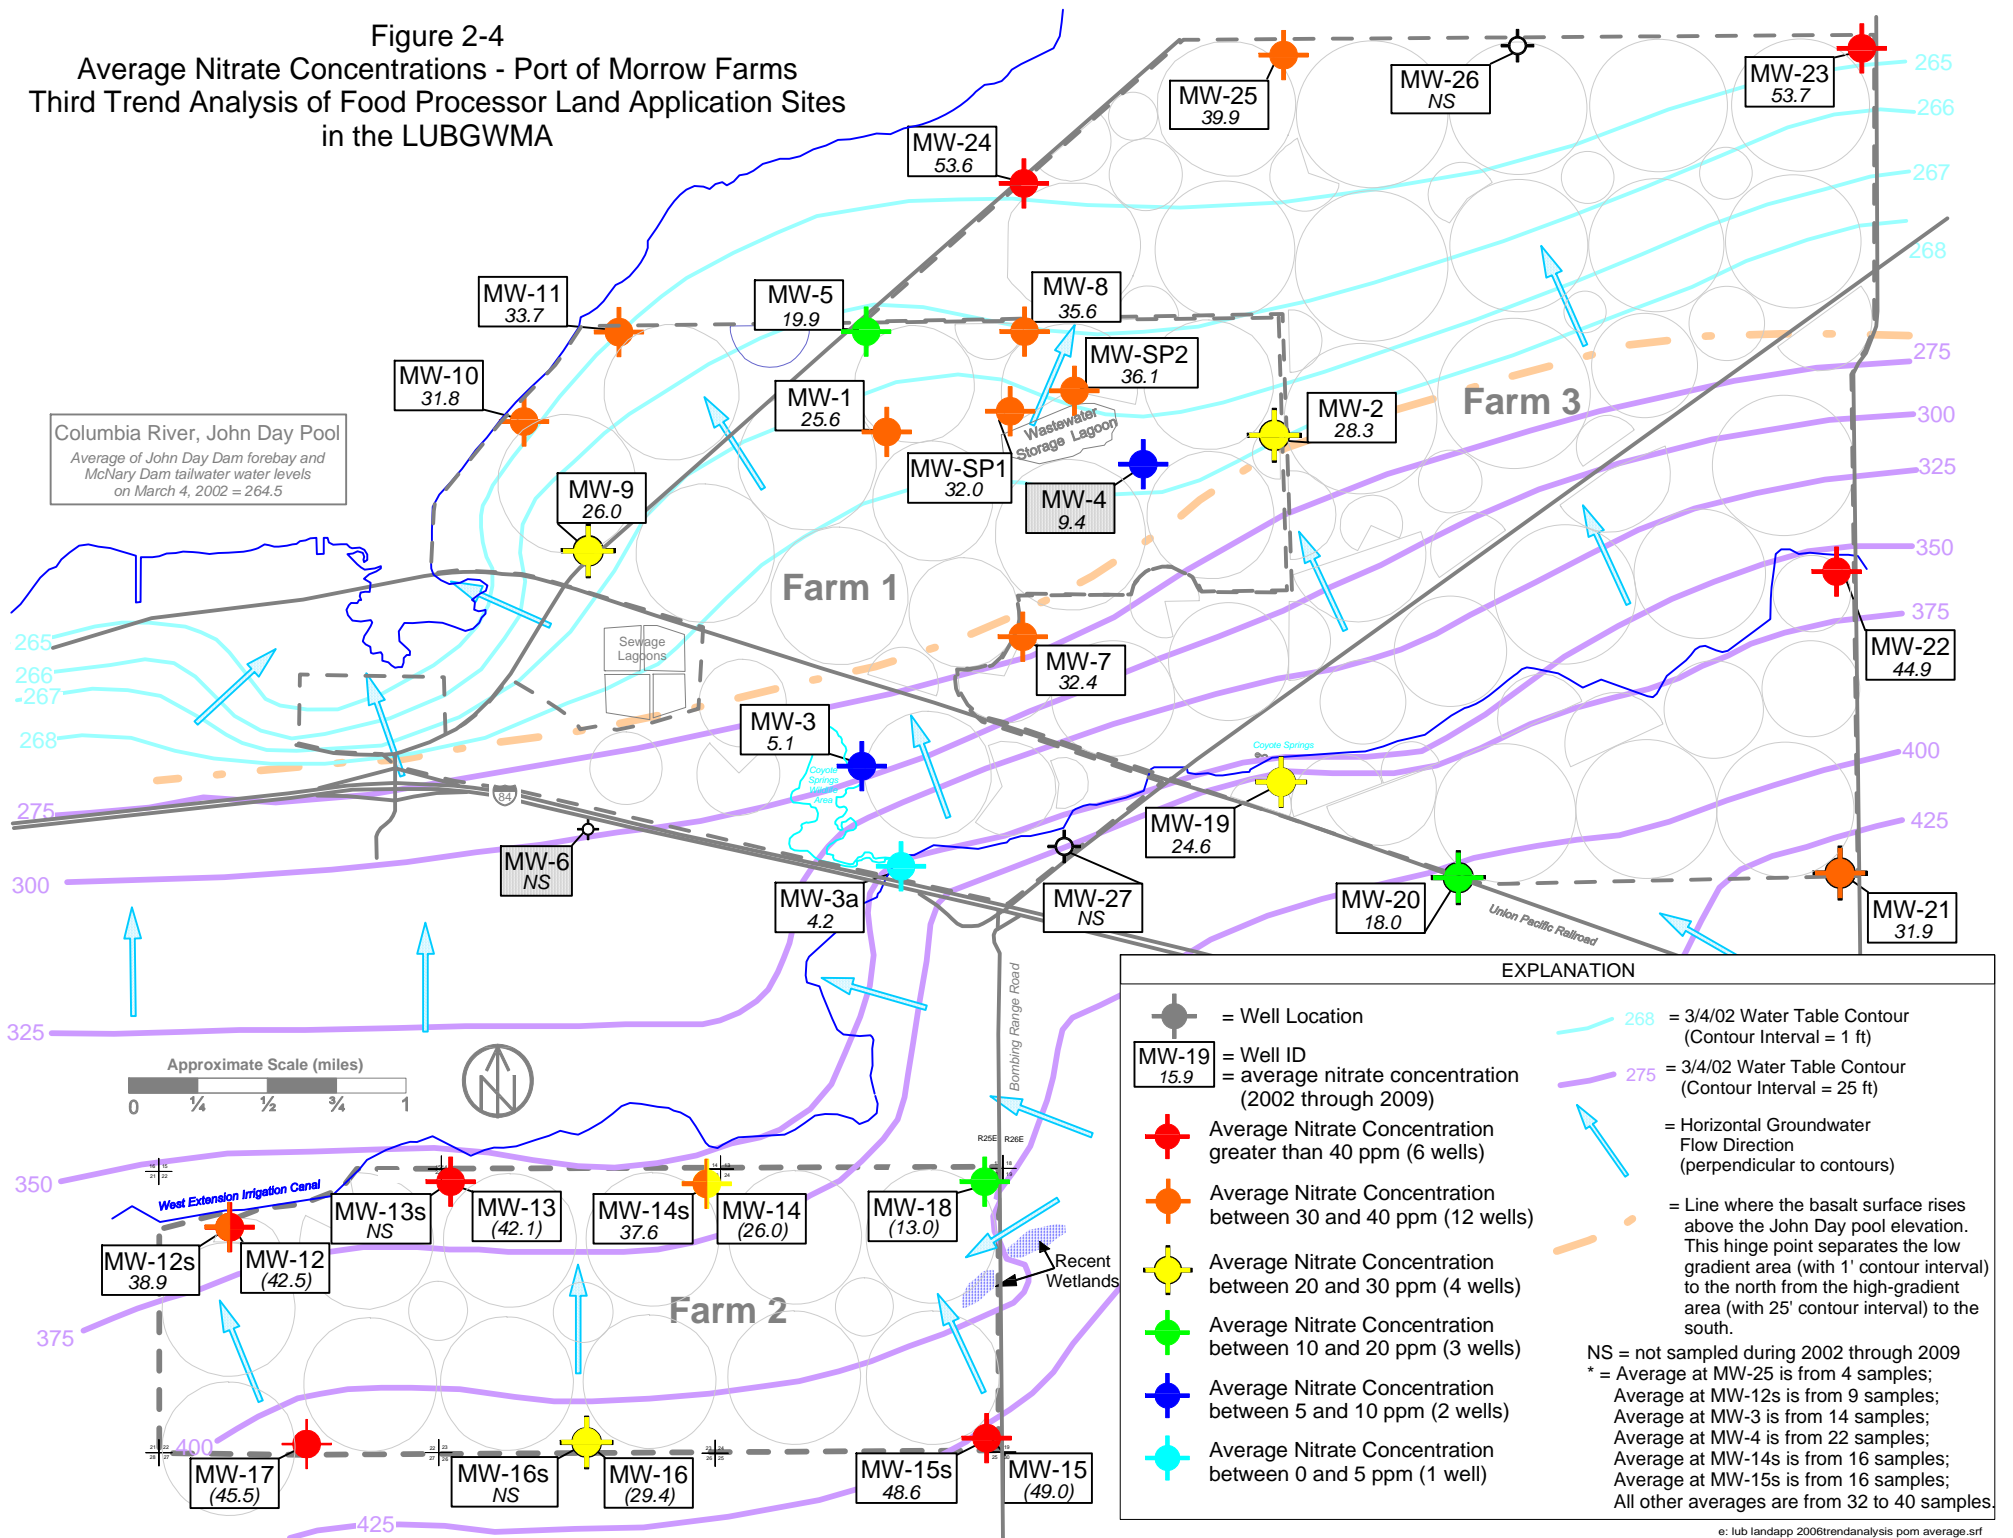 Figure 2-4
Average Nitrate Concentrations - Port of Morrow Farms
Third Trend Analysis of Food Processor Land Application Sites
in the LUBGWMA
MW-25
39.9
MW-26
NS
MW-23
53.7
265
266
267
268
MW-24
53.6
MW-11
33.7
MW-5
19.9
MW-8
35.6
MW-SP2
36.1
MW-10
31.8
MW-1
25.6
MW-2
28.3
Farm 3
275
300
325
350
375
400
425
Columbia River, John Day Pool
Average of John Day Dam forebay and
McNary Dam tailwater water levels
on March 4, 2002 = 264.5
Wastewater
Storage Lagoon
MW-SP1
32.0
MW-4
9.4
MW-9
26.0
Farm 1
Sewage
Lagoons
265
266
267
268
275
300
325
350
375
400
425
MW-7
32.4
MW-22
44.9
MW-3
5.1
Coyote
Springs
Wildlife
Area
Coyote Springs
84
MW-6
NS
MW-19
24.6
MW-3a
4.2
MW-27
NS
MW-20
18.0
MW-21
31.9
Union Pacific Railroad
Bombing Range Road
Approximate Scale (miles)
0 ¼ ½ ¾ 1
N
R25E R26E
West Extension Irrigation Canal
MW-13s
NS
MW-13
(42.1)
MW-14s
37.6
MW-14
(26.0)
MW-18
(13.0)
MW-12s
38.9
MW-12
(42.5)
Recent
Wetlands
Farm 2
MW-17
(45.5)
MW-16s
NS
MW-16
(29.4)
MW-15s
48.6
MW-15
(49.0)
EXPLANATION
= Well Location
MW-19
15.9
= Well ID
= average nitrate concentration
(2002 through 2009)
Average Nitrate Concentration
greater than 40 ppm (6 wells)
Average Nitrate Concentration
between 30 and 40 ppm (12 wells)
Average Nitrate Concentration
between 20 and 30 ppm (4 wells)
Average Nitrate Concentration
between 10 and 20 ppm (3 wells)
Average Nitrate Concentration
between 5 and 10 ppm (2 wells)
Average Nitrate Concentration
between 0 and 5 ppm (1 well)
268 = 3/4/02 Water Table Contour
(Contour Interval = 1 ft)
275 = 3/4/02 Water Table Contour
(Contour Interval = 25 ft)
= Horizontal Groundwater
Flow Direction
(perpendicular to contours)
= Line where the basalt surface rises
above the John Day pool elevation.
This hinge point separates the low
gradient area (with 1' contour interval)
to the north from the high-gradient
area (with 25' contour interval) to the
south.
NS = not sampled during 2002 through 2009
* = Average at MW-25 is from 4 samples;
Average at MW-12s is from 9 samples;
Average at MW-3 is from 14 samples;
Average at MW-4 is from 22 samples;
Average at MW-14s is from 16 samples;
Average at MW-15s is from 16 samples;
All other averages are from 32 to 40 samples.
e: lub landapp 2006trendanalysis pom average.srf